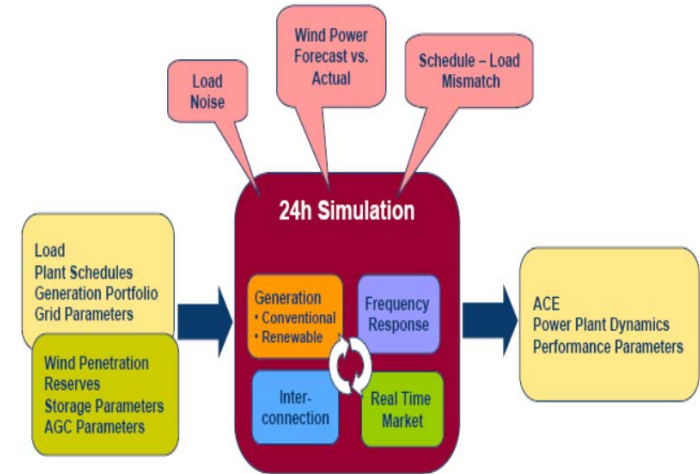 Wind Power
Forecast vs.
Actual
Load
Noise
Schedule – Load
Mismatch
24h Simulation
Load
Plant Schedules
Generation Portfolio
Grid Parameters
Wind Penetration
Reserves
Storage Parameters
AGC Parameters
Generation
• Conventional
• Renewable
Frequency
Response
Inter-
connection
Real Time
Market
ACE
Power Plant Dynamics
Performance Parameters